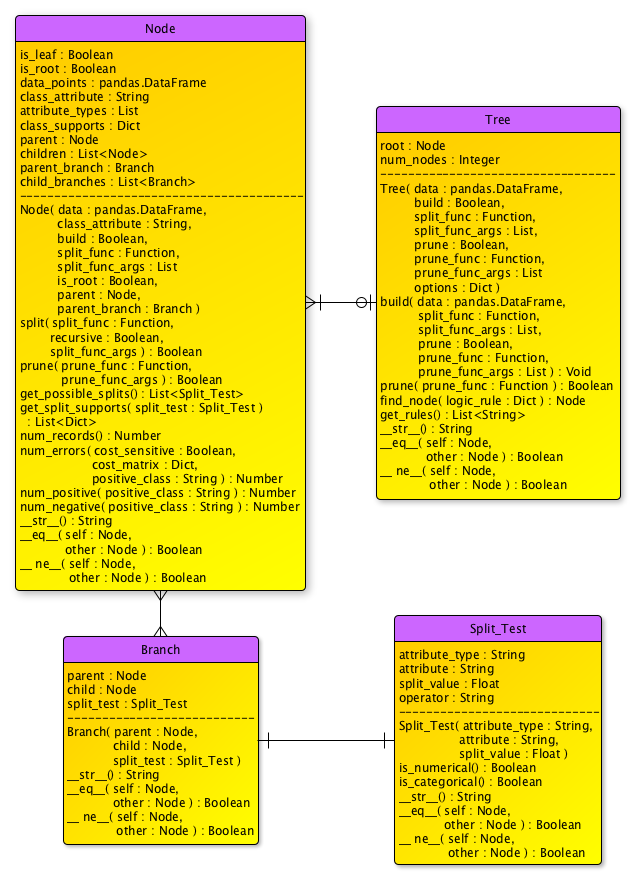 Node
is_leaf : Boolean
is_root : Boolean
data_points : pandas.DataFrame
class_attribute : String
attribute_types : List
class_supports : Dict
parent : Node
children : List<Node>
parent_branch : Branch
child_branches : List<Branch>
Node( data : pandas.DataFrame,
class_attribute : String,
build : Boolean,
split_func : Function,
split_func_args : List
is_root : Boolean,
parent : Node,
parent_branch : Branch )
split( split_func : Function,
recursive : Boolean,
split_func_args ) : Boolean
prune( prune_func : Function,
prune_func_args ) : Boolean
get_possible_splits() : List<Split_Test>
get_split_supports( split_test : Split_Test )
: List<Dict>
num_records() : Number
num_errors( cost_sensitive : Boolean,
cost_matrix : Dict,
positive_class : String ) : Number
num_positive( positive_class : String ) : Number
num_negative( positive_class : String ) : Number
__str__() : String
__eq__( self : Node,
other : Node ) : Boolean
__ ne__( self : Node,
other : Node ) : Boolean
Tree
root : Node
num_nodes : Integer
Tree( data : pandas.DataFrame,
build : Boolean,
split_func : Function,
split_func_args : List,
prune : Boolean,
prune_func : Function,
prune_func_args : List
options : Dict )
build( data : pandas.DataFrame,
split_func : Function,
split_func_args : List,
prune : Boolean,
prune_func : Function,
prune_func_args : List ) : Void
prune( prune_func : Function ) : Boolean
find_node( logic_rule : Dict ) : Node
get_rules() : List<String>
__str__() : String
__eq__( self : Node,
other : Node ) : Boolean
__ ne__( self : Node,
other : Node ) : Boolean
Branch
parent : Node
child : Node
split_test : Split_Test
Branch( parent : Node,
child : Node,
split_test : Split_Test )
__str__() : String
__eq__( self : Node,
other : Node ) : Boolean
__ ne__( self : Node,
other : Node ) : Boolean
Split_Test
attribute_type : String
attribute : String
split_value : Float
operator : String
Split_Test( attribute_type : String,
attribute : String,
split_value : Float )
is_numerical() : Boolean
is_categorical() : Boolean
__str__() : String
__eq__( self : Node,
other : Node ) : Boolean
__ ne__( self : Node,
other : Node ) : Boolean